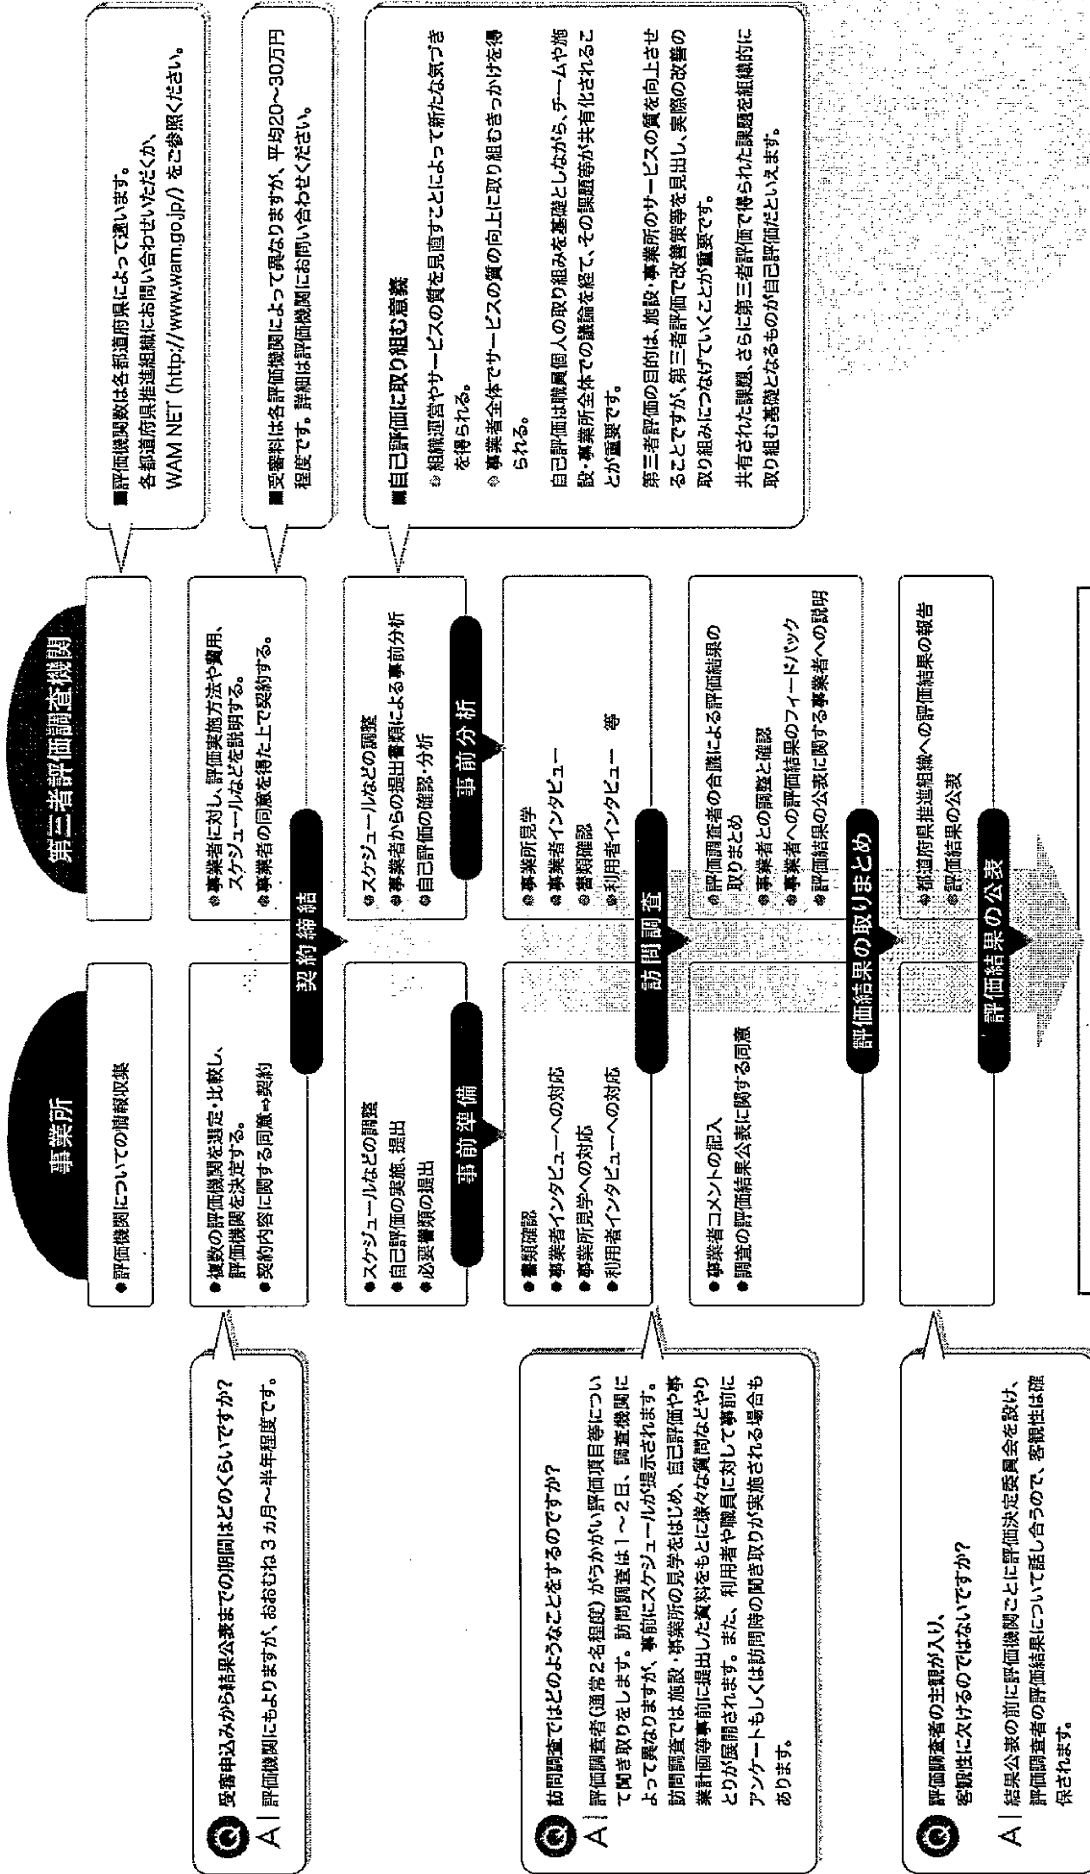 事業所
第三者評価調査機関
●評価機関についての情報収集
■評価機関数は各都道府県によって違います。
各都道府県推進組織にお問い合わせいただくか、
WAM NET (http://www.wam.go.jp/) をご参照ください。
Q 受審申込みから結果公表までの期間はどのくらいですか?
A 評価機関にもよりますが、おおむね3ヵ月〜半年程度です。
●複数の評価機関を選定・比較し、
評価機関を決定する。
●契約内容に関する同意⇒契約
●事業者に対し、評価実施方法や費用、
スケジュールなどを説明する。
●事業者の同意を得た上で契約する。
■受審料は各評価機関によって異なりますが、平均20〜30万円
程度です。詳細は評価機関にお問い合わせください。
契約締結
●スケジュールなどの調整
●自己評価の実施、提出
●必要書類の提出
事前準備
●スケジュールなどの調整
●事業者からの提出書類による事前分析
●自己評価の確認・分析
事前分析
■自己評価に取り組む意義
◎組織運営やサービスの質を見直すことによって新たな気づき
を得られる。
◎事業者全体でサービスの質の向上に取り組むきっかけを得
られる。
自己評価は職員個人の取り組みを基礎としながら、チームや施
設・事業所全体での議論を経て、その課題等が共有化されるこ
とが重要です。
第三者評価の目的は、施設・事業所のサービスの質を向上させ
ることですが、第三者評価で改善策等を見出し、実際の改善の
取り組みにつなげていくことが重要です。
共有された課題、さらに第三者評価で得られた課題を組織的に
取り組む基礎となるものが自己評価だといえます。
Q 訪問調査ではどのようなことをするのですか?
A 評価調査者(通常2名程度)がうかがい評価項目等につい
て聞き取りをします。訪問調査は1〜2日、調査機関に
よって異なりますが、事前にスケジュールが提示されます。
訪問調査では施設・事業所の見学をはじめ、自己評価や事
業計画等事前に提出した資料をもとに様々な質問などやり
とりが展開されます。また、利用者や職員に対して事前に
アンケートもしくは訪問時の聞き取りが実施される場合も
あります。
●書類確認
●事業者インタビューへの対応
●事業所見学への対応
●利用者インタビューへの対応
●事業所見学
●事業者インタビュー
●書類確認
●利用者インタビュー 等
訪問調査
●事業者コメントの記入
●調査の評価結果公表に関する同意
●評価調査者の合議による評価結果の
取りまとめ
●事業者との調整と確認
●事業者への評価結果のフィードバック
●評価結果の公表に関する事業者への説明
評価結果の取りまとめ
Q 評価調査者の主観が入り、
客観性に欠けるのではないですか?
A 結果公表の前に評価機関ごとに評価決定委員会を設け、
評価調査者の評価結果について話し合うので、客観性は確
保されます。
●都道府県推進組織への評価結果の報告
●評価結果の公表
評価結果の公表